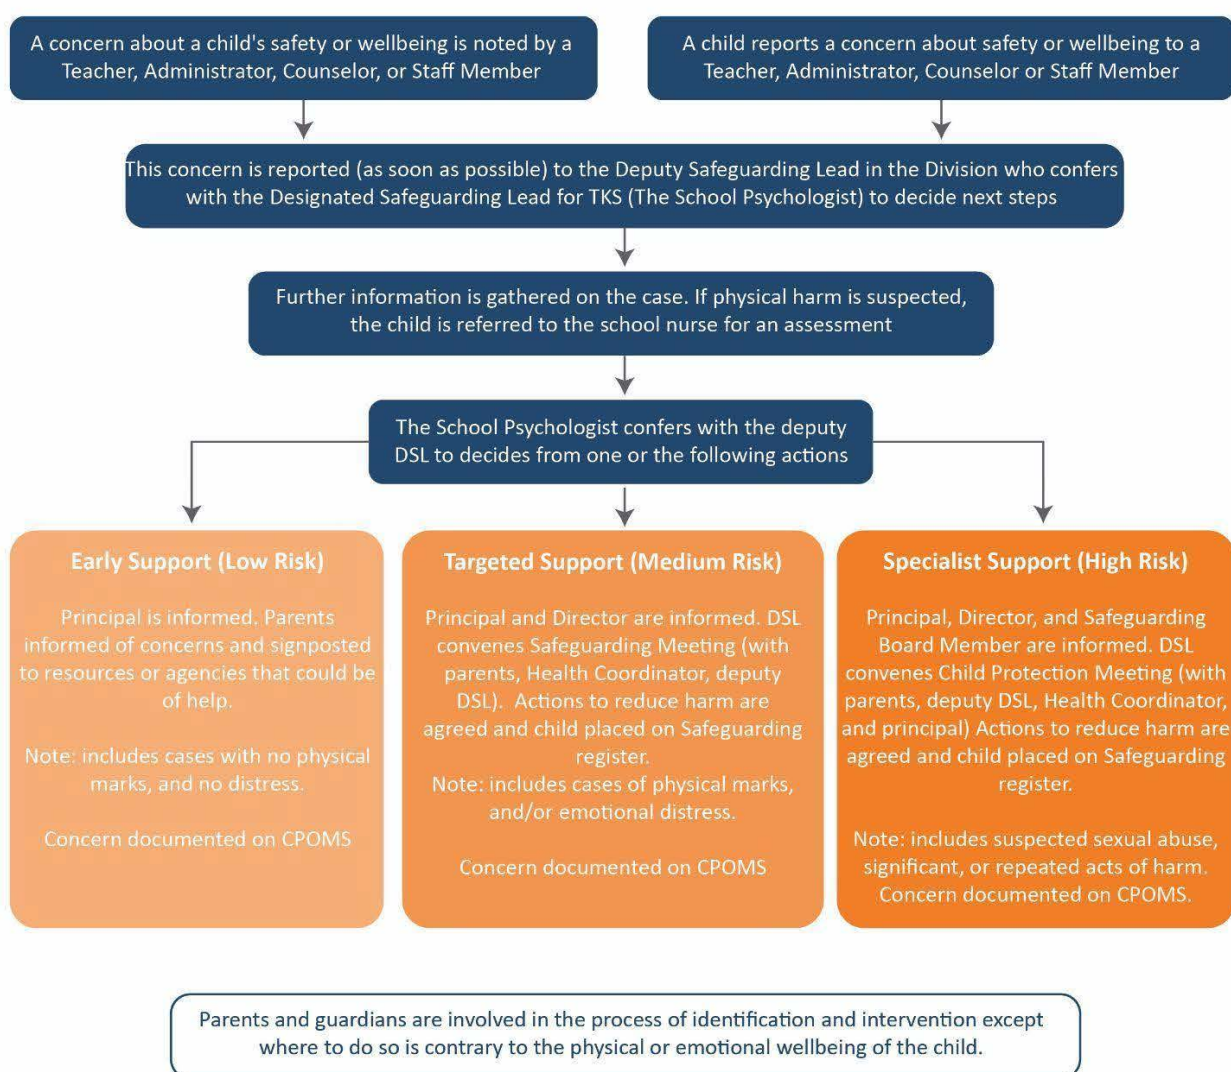 A concern about a child's safety or wellbeing is noted by a
Teacher, Administrator, Counselor, or Staff Member
A child reports a concern about safety or wellbeing to a
Teacher, Administrator, Counselor or Staff Member
This concern is reported (as soon as possible) to the Deputy Safeguarding Lead in the Division who confers
with the Designated Safeguarding Lead for TKS (The School Psychologist) to decide next steps
Further information is gathered on the case. If physical harm is suspected,
the child is referred to the school nurse for an assessment
The School Psychologist confers with the deputy
DSL to decides from one or the following actions
Early Support (Low Risk)
Principal is informed. Parents
informed of concerns and signposted
to resources or agencies that could be
of help.
Note: includes cases with no physical
marks, and no distress.
Concern documented on CPOMS
Targeted Support (Medium Risk)
Principal and Director are informed. DSL
convenes Safeguarding Meeting (with
parents, Health Coordinator, deputy
DSL). Actions to reduce harm are
agreed and child placed on Safeguarding
register.
Note: includes cases of physical marks,
and/or emotional distress.
Concern documented on CPOMS
Specialist Support (High Risk)
Principal, Director, and Safeguarding
Board Member are informed. DSL
convenes Child Protection Meeting (with
parents, deputy DSL, Health Coordinator,
and principal) Actions to reduce harm are
agreed and child placed on Safeguarding
register.
Note: includes suspected sexual abuse,
significant, or repeated acts of harm.
Concern documented on CPOMS.
Parents and guardians are involved in the process of identification and intervention except
where to do so is contrary to the physical or emotional wellbeing of the child.